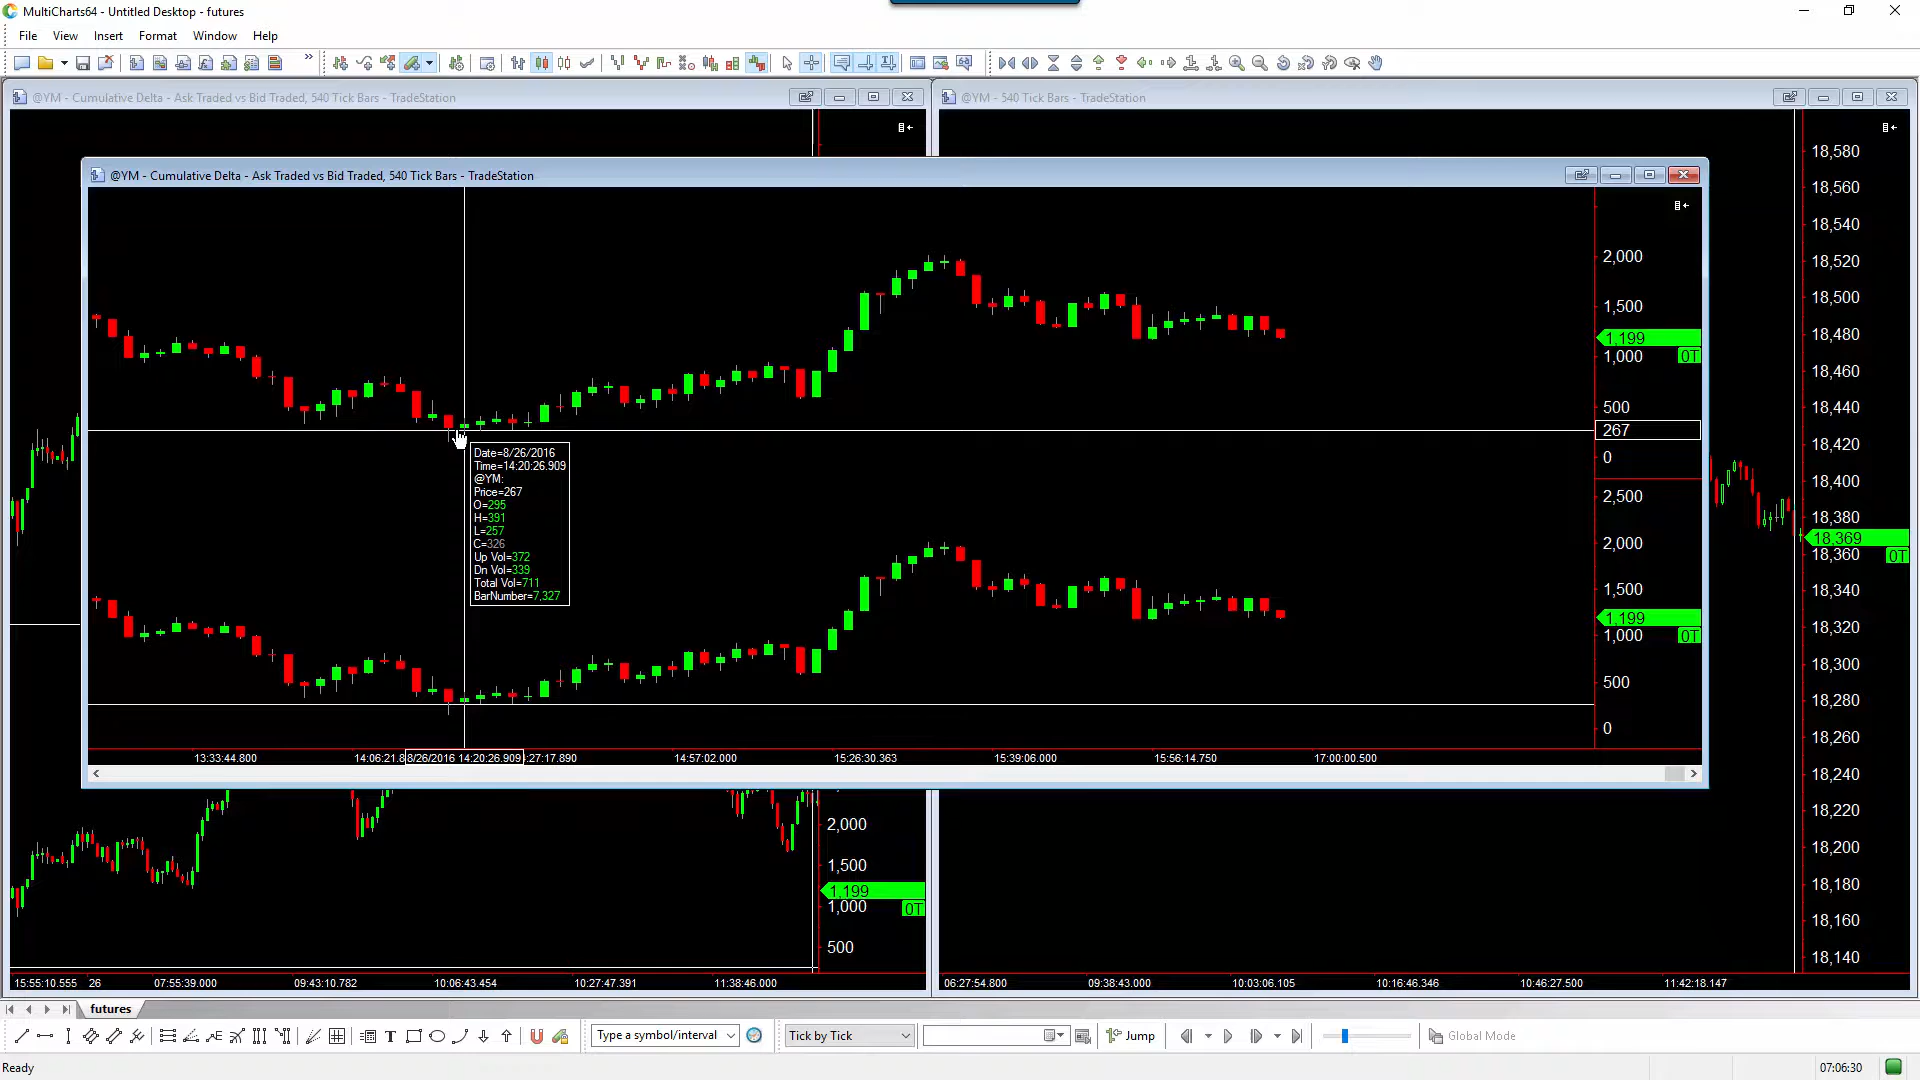 MultiCharts64 - Untitled Desktop - futures
File View Insert Format Window Help
@YM - Cumulative Delta - Ask Traded vs Bid Traded, 540 Tick Bars - TradeStation
@YM - 540 Tick Bars - TradeStation
@YM - Cumulative Delta - Ask Traded vs Bid Traded, 540 Tick Bars - TradeStation
2,000
1,500
1,199
1,000
0T
500
267
0
2,500
2,000
1,500
1,199
1,000
0T
500
0
Date=8/26/2016
Time=14:20:26.909
@YM:
Price=267
O=295
H=391
L=257
C=326
Up Vol=372
Dn Vol=339
Total Vol=711
BarNumber=7,327
13:33:44.800 14:06:21.8 8/26/2016 14:20:26.909 :27:17.890 14:57:02.000 15:26:30.363 15:39:06.000 15:56:14.750 17:00:00.500
18,580
18,560
18,540
18,520
18,500
18,480
18,460
18,440
18,420
18,400
18,380
18,369
18,360
0T
18,340
18,320
18,300
18,280
18,260
18,240
18,220
18,200
18,180
18,160
18,140
2,000
1,500
1,199
1,000
0T
500
15:55:10.555 26 07:55:39.000 09:43:10.782 10:06:43.454 10:27:47.391 11:38:46.000
06:27:54.800 09:38:43.000 10:03:06.105 10:16:46.346 10:46:27.500 11:42:18.147
futures
T Type a symbol/interval Tick by Tick Jump Global Mode
Ready 07:06:30